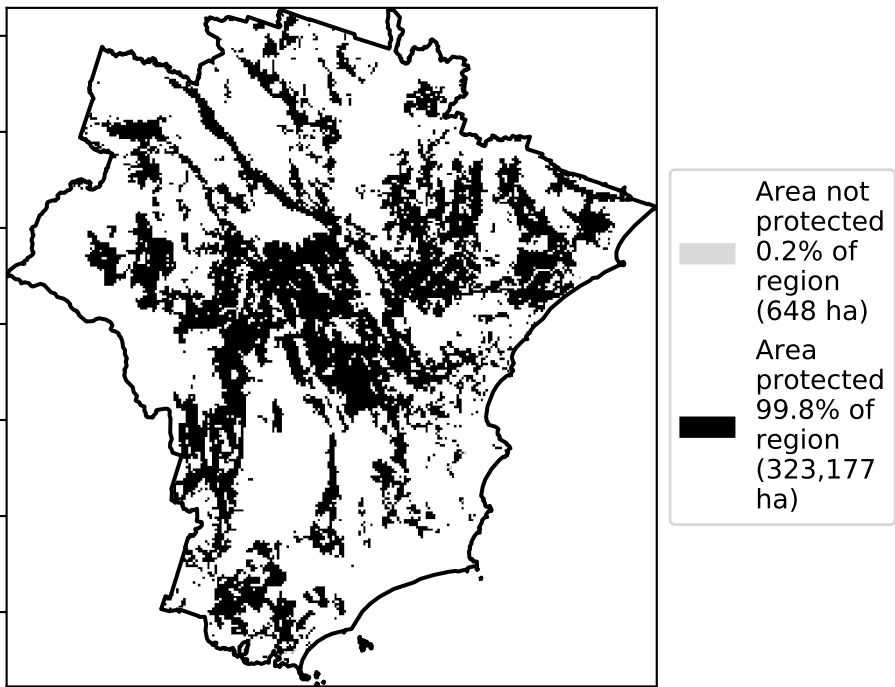 Area not
protected
0.2% of
region
(648 ha)
Area
protected
99.8% of
region
(323,177
ha)